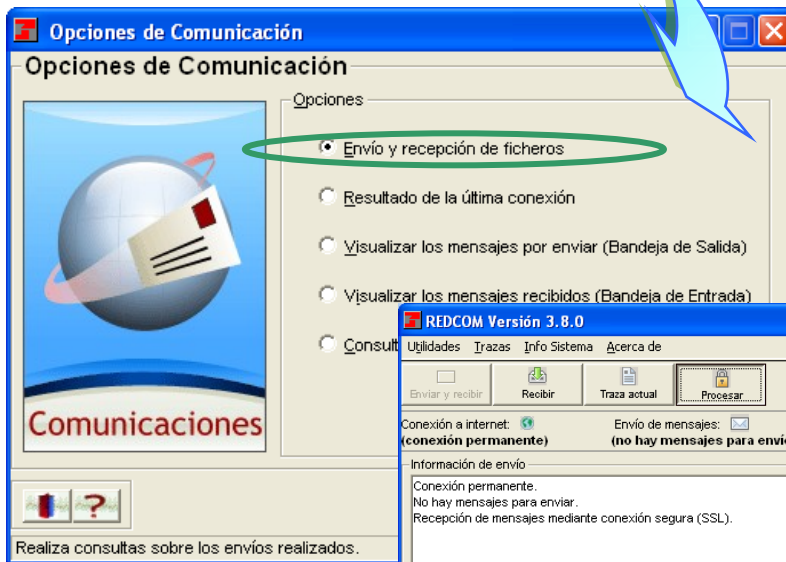 Opciones de Comunicación
Opciones de Comunicación
Opciones
Envío y recepción de ficheros
Resultado de la última conexión
Visualizar los mensajes por enviar (Bandeja de Salida)
Visualizar los mensajes recibidos (Bandeja de Entrada)
Comunicaciones
Realiza consultas sobre los envíos realizados.
REDCOM Versión 3.8.0
Utilidades Trazas Info Sistema Acerca de
Enviar y recibir Recibir Traza actual Procesar
Conexión a internet: Envío de mensajes:
(conexión permanente) (no hay mensajes para
Información de envío
Conexión permanente.
No hay mensajes para enviar.
Recepción de mensajes mediante conexión segura (SSL).